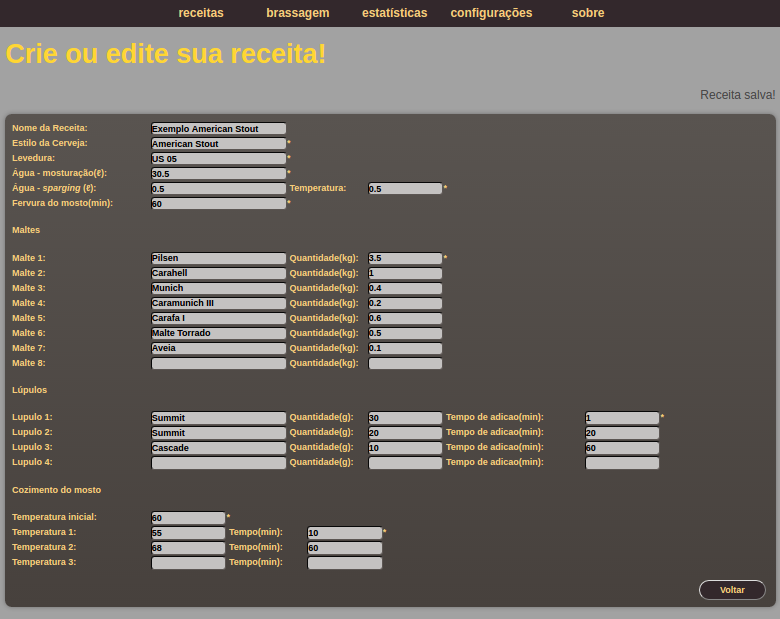 receitas brassagem estatísticas configurações sobre
Crie ou edite sua receita!
Receita salva!
Nome da Receita: Exemplo American Stout
Estilo da Cerveja: American Stout *
Levedura: US 05 *
Água - mosturação(ℓ): 30.5 *
Água - sparging (ℓ): 0.5 Temperatura: 0.5 *
Fervura do mosto(min): 60 *
Maltes
Malte 1: Pilsen Quantidade(kg): 3.5 *
Malte 2: Carahell Quantidade(kg): 1
Malte 3: Munich Quantidade(kg): 0.4
Malte 4: Caramunich III Quantidade(kg): 0.2
Malte 5: Carafa I Quantidade(kg): 0.6
Malte 6: Malte Torrado Quantidade(kg): 0.5
Malte 7: Aveia Quantidade(kg): 0.1
Malte 8: Quantidade(kg):
Lúpulos
Lupulo 1: Summit Quantidade(g): 30 Tempo de adicao(min): 1 *
Lupulo 2: Summit Quantidade(g): 20 Tempo de adicao(min): 20
Lupulo 3: Cascade Quantidade(g): 10 Tempo de adicao(min): 60
Lupulo 4: Quantidade(g): Tempo de adicao(min):
Cozimento do mosto
Temperatura inicial: 60 *
Temperatura 1: 55 Tempo(min): 10 *
Temperatura 2: 68 Tempo(min): 60
Temperatura 3: Tempo(min):
Voltar